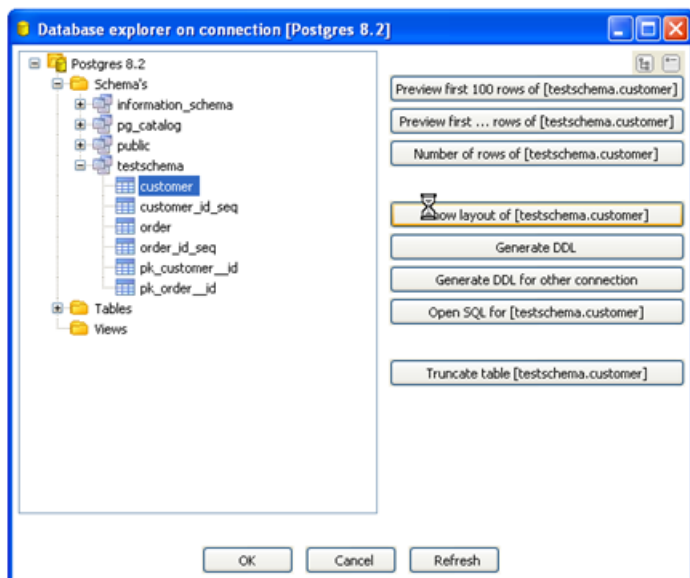 Database explorer on connection [Postgres 8.2]
Postgres 8.2
Schema's
information_schema
pg_catalog
public
testschema
customer
customer_id_seq
order
order_id_seq
pk_customer__id
pk_order__id
Tables
Views
Preview first 100 rows of [testschema.customer]
Preview first ... rows of [testschema.customer]
Number of rows of [testschema.customer]
layout of [testschema.customer]
Generate DDL
Generate DDL for other connection
Open SQL for [testschema.customer]
Truncate table [testschema.customer]
OK
Cancel
Refresh